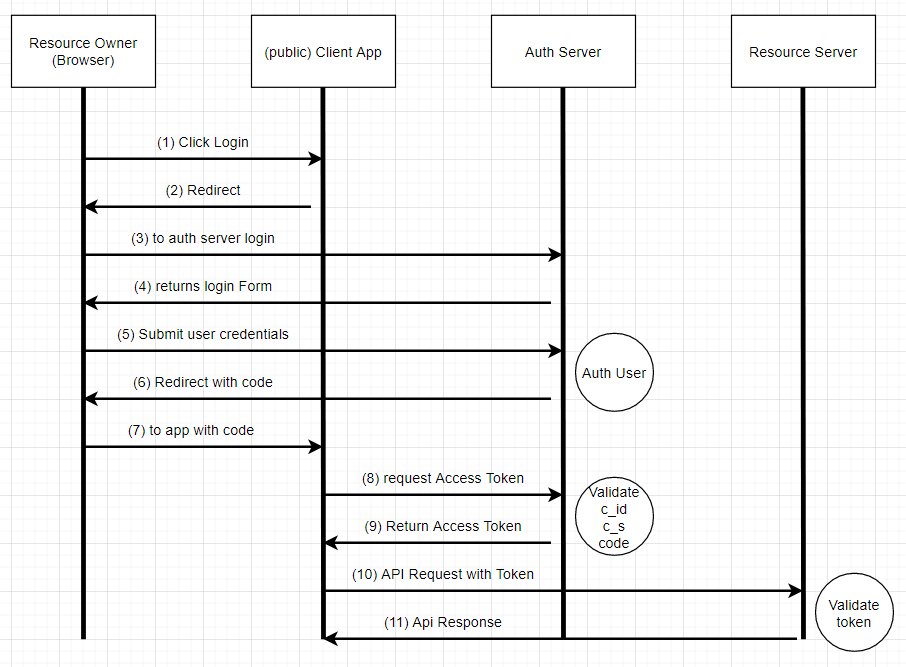 Resource Owner
(Browser)
(public) Client App
Auth Server
Resource Server
(1) Click Login
(2) Redirect
(3) to auth server login
(4) returns login Form
(5) Submit user credentials
Auth User
(6) Redirect with code
(7) to app with code
(8) request Access Token
Validate
c_id
c_s
code
(9) Return Access Token
(10) API Request with Token
Validate
token
(11) Api Response